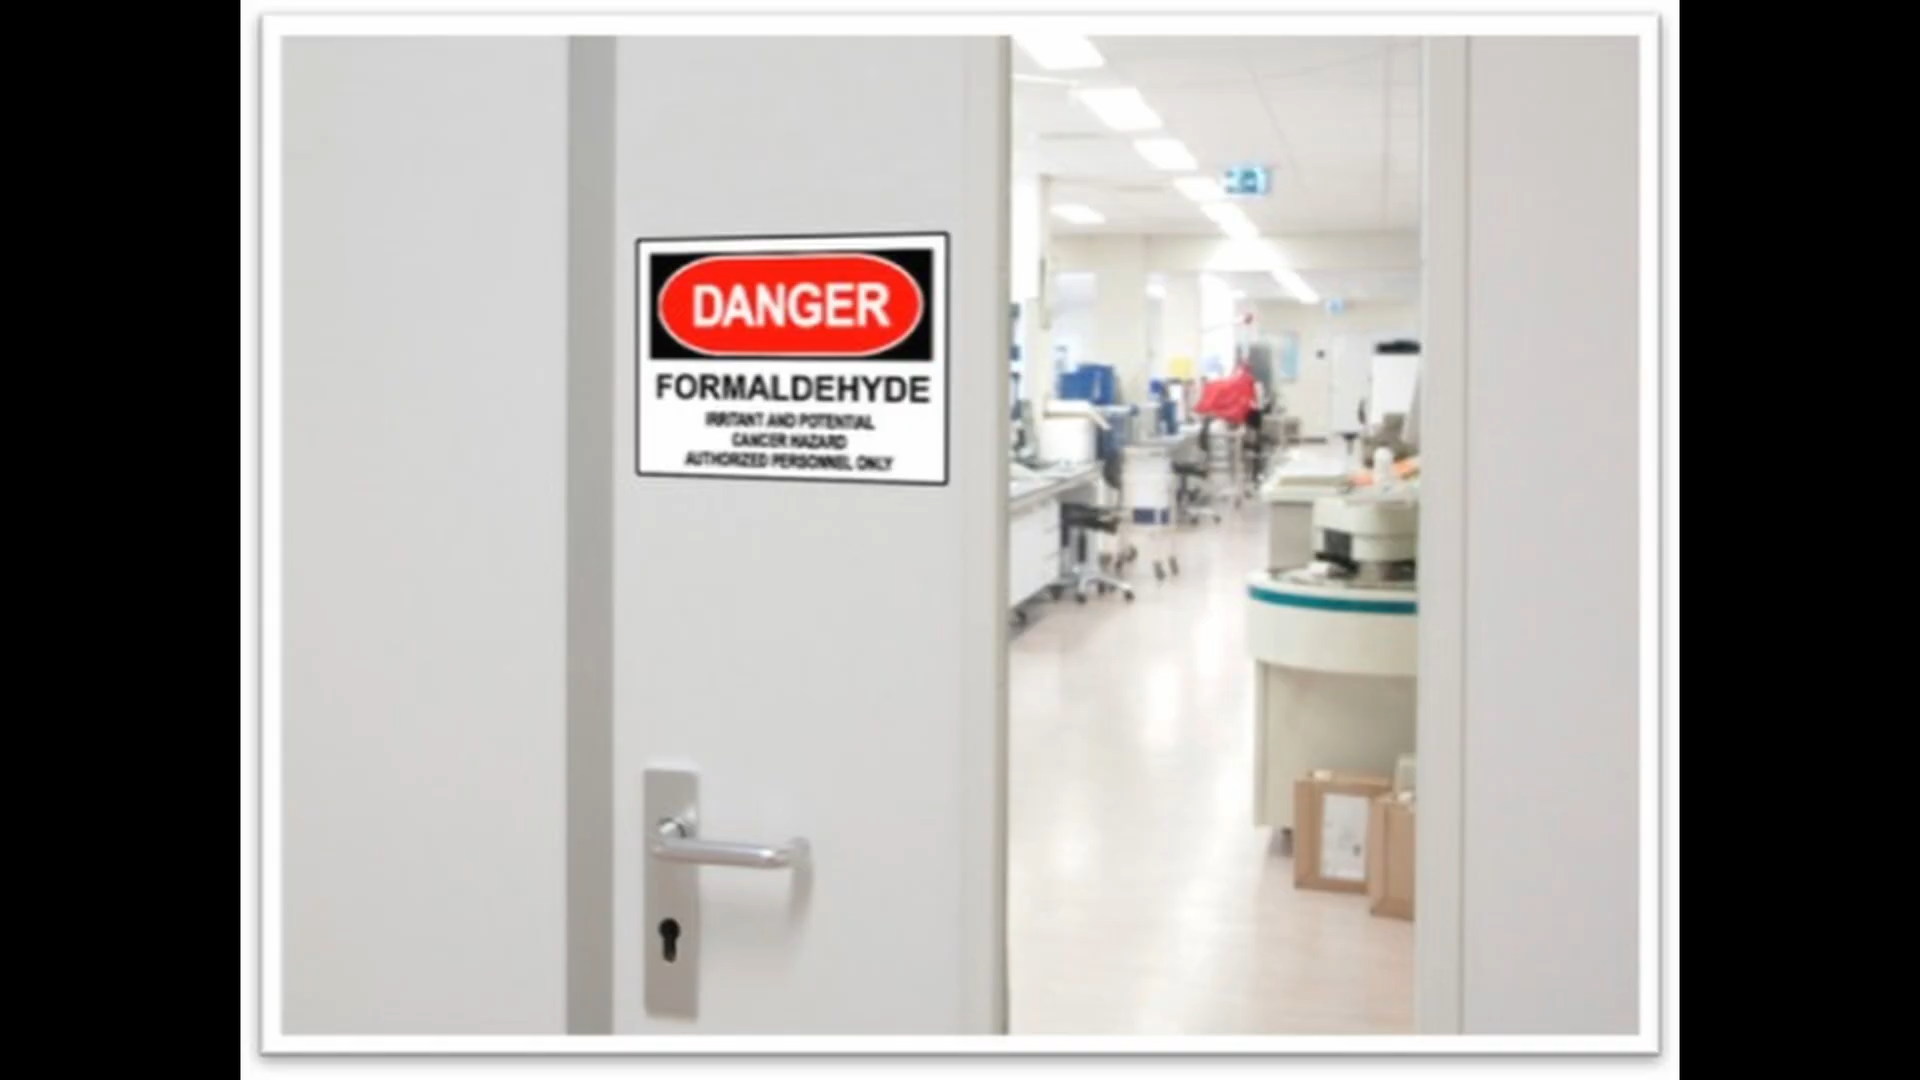 DANGER
FORMALDEHYDE
IRRITANT AND POTENTIAL
CANCER HAZARD
AUTHORIZED PERSONNEL ONLY